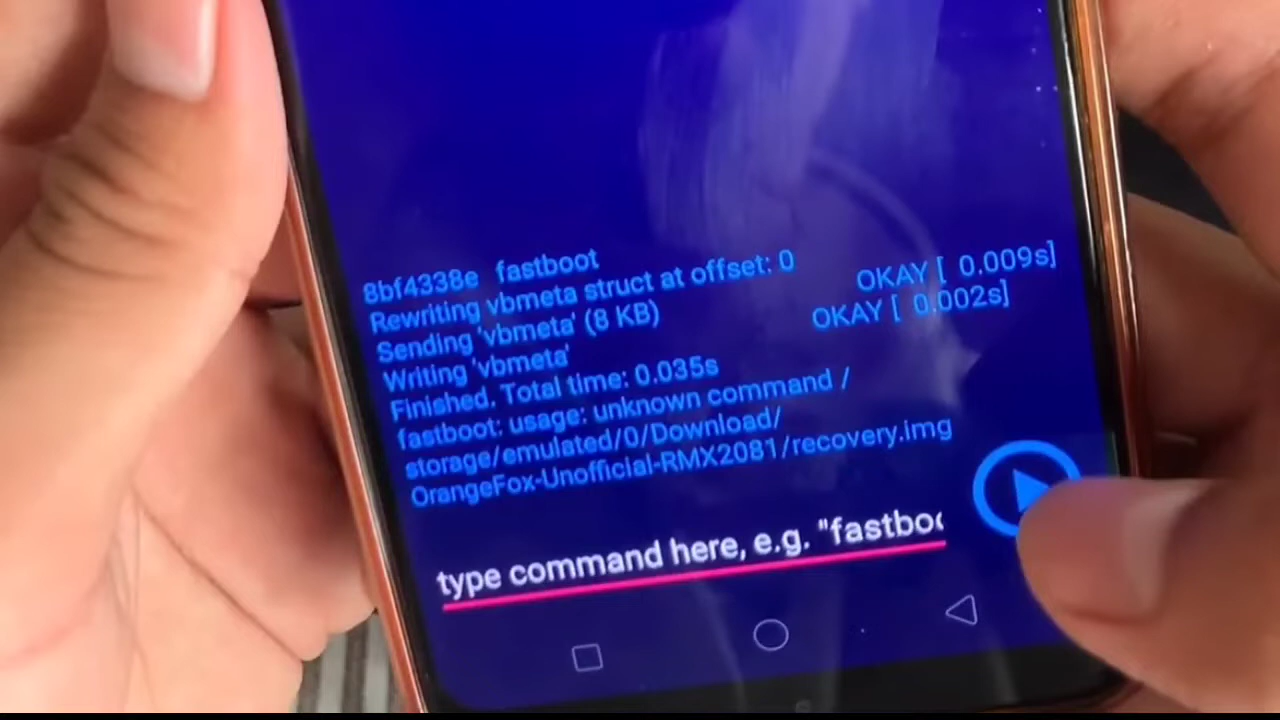 8bf4338e fastboot
Rewriting vbmeta struct at offset: 0
Sending 'vbmeta' (8 KB) OKAY [ 0.009s]
Writing 'vbmeta' OKAY [ 0.002s]
Finished. Total time: 0.035s
fastboot: usage: unknown command /
storage/emulated/0/Download/
OrangeFox-Unofficial-RMX2081/recovery.img
type command here, e.g. "fastboo